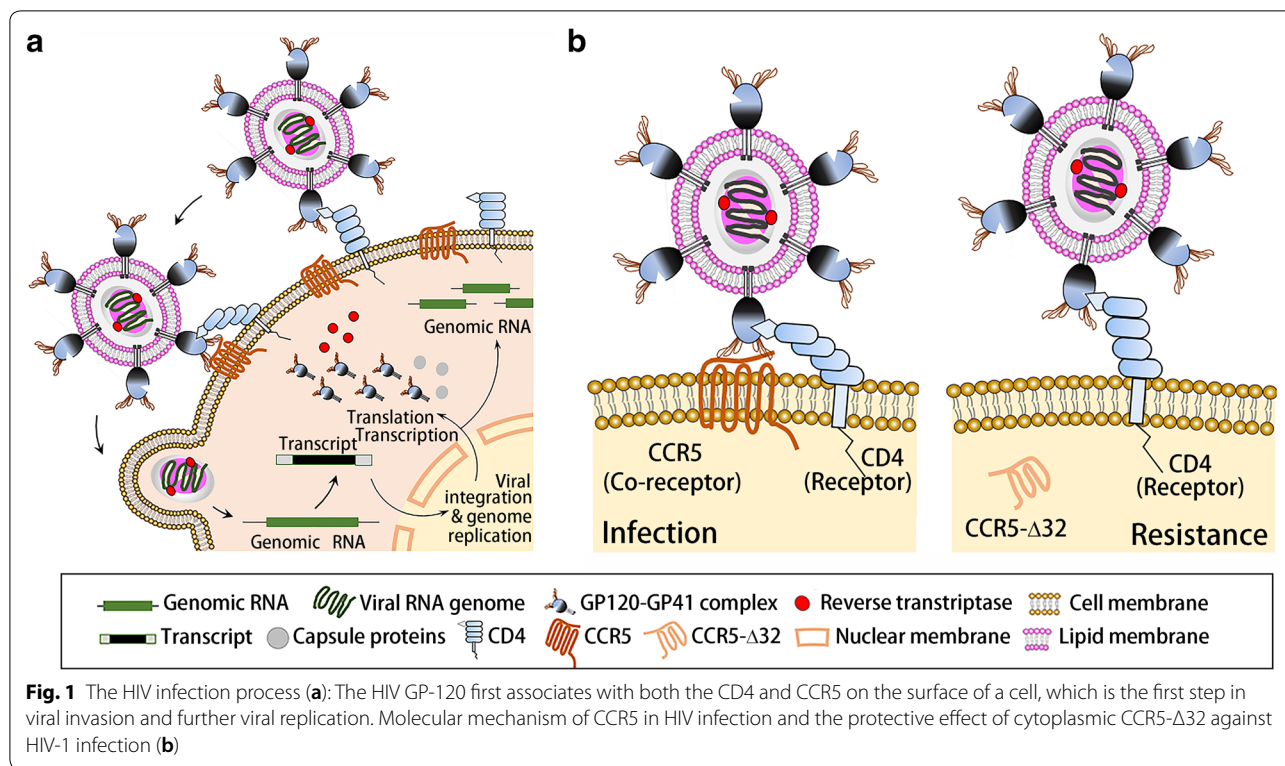 a
b
Genomic RNA
Translation
Transcription
Transcript
Viral
integration
& genome
replication
Genomic RNA
CCR5
(Co-receptor)
CD4
(Receptor)
Infection
CCR5-Δ32
CD4
(Receptor)
Resistance
Genomic RNA
Viral RNA genome
GP120-GP41 complex
Reverse transtriptase
Cell membrane
Transcript
Capsule proteins
CD4
CCR5
CCR5-Δ32
Nuclear membrane
Lipid membrane
Fig. 1 The HIV infection process (a): The HIV GP-120 first associates with both the CD4 and CCR5 on the surface of a cell, which is the first step in
viral invasion and further viral replication. Molecular mechanism of CCR5 in HIV infection and the protective effect of cytoplasmic CCR5-Δ32 against
HIV-1 infection (b)